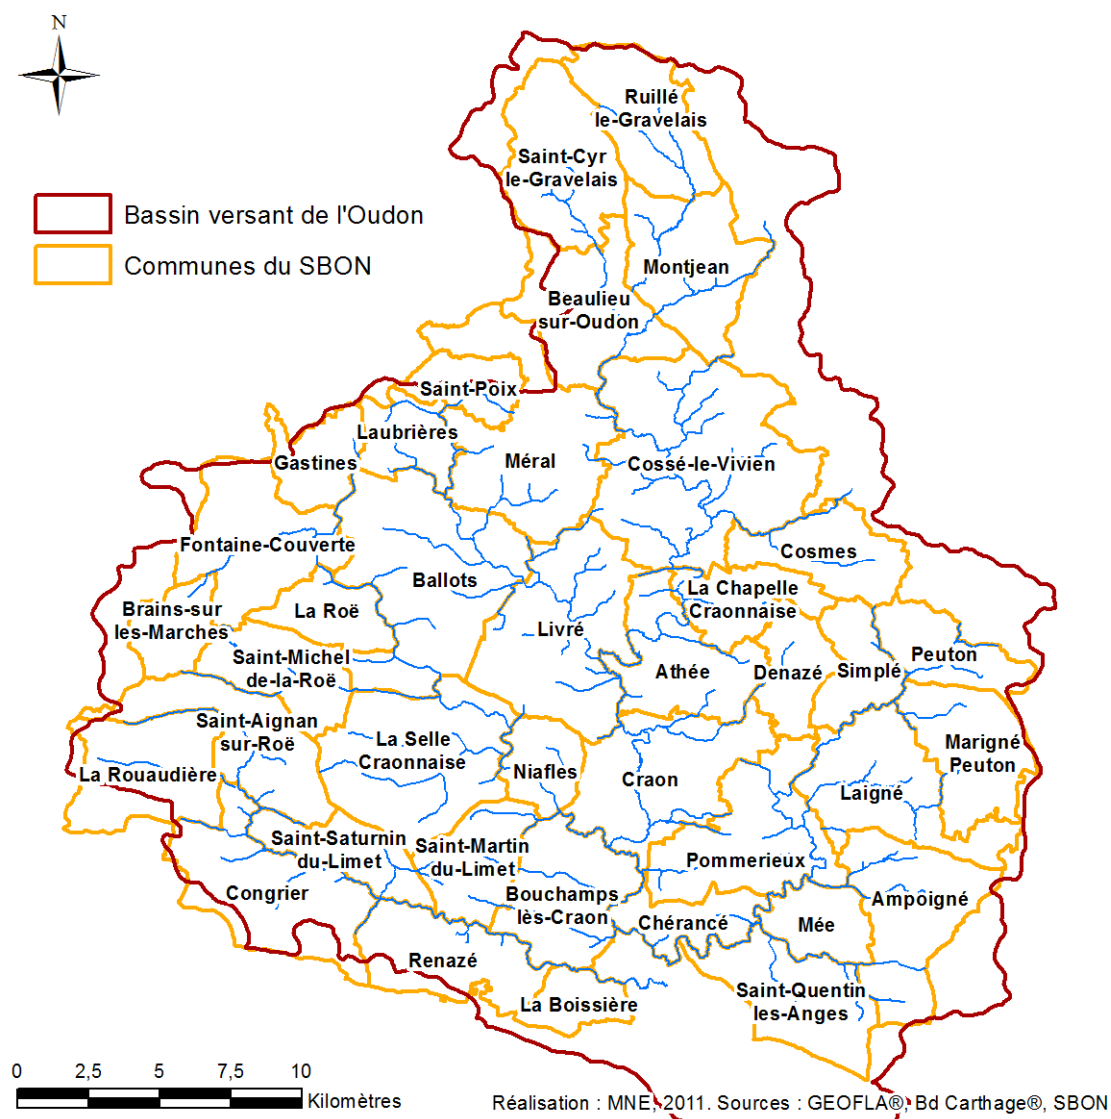 N
Ruillé
le-Gravelais
Saint-Cyr
le-Gravelais
Bassin versant de l'Oudon
Communes du SBON
Montjean
Beaulieu
sur-Oudon
Saint-Poix
Laubrières
Gastines
Méral
Cossé-le-Vivien
Fontaine-Couverte
Cosmes
Ballots
La Chapelle
Craonnaise
Brains-sur
les-Marches
La Roë
Livré
Saint-Michel
de-la-Roë
Athée
Denazé
Simplé
Peuton
Saint-Aignan
sur-Roë
La Selle
Craonnaise
Marigné
Peuton
La Rouaudière
Niafles
Craon
Laigné
Saint-Saturnin
du-Limet
Saint-Martin
du-Limet
Pommerieux
Congrier
Bouchamps
lès-Craon
Chérancé
Mée
Ampoigné
Renazé
La Boissière
Saint-Quentin
les-Anges
0 2,5 5 7,5 10
Kilomètres
Réalisation : MNE, 2011. Sources : GEOFLA®, Bd Carthage®, SBON